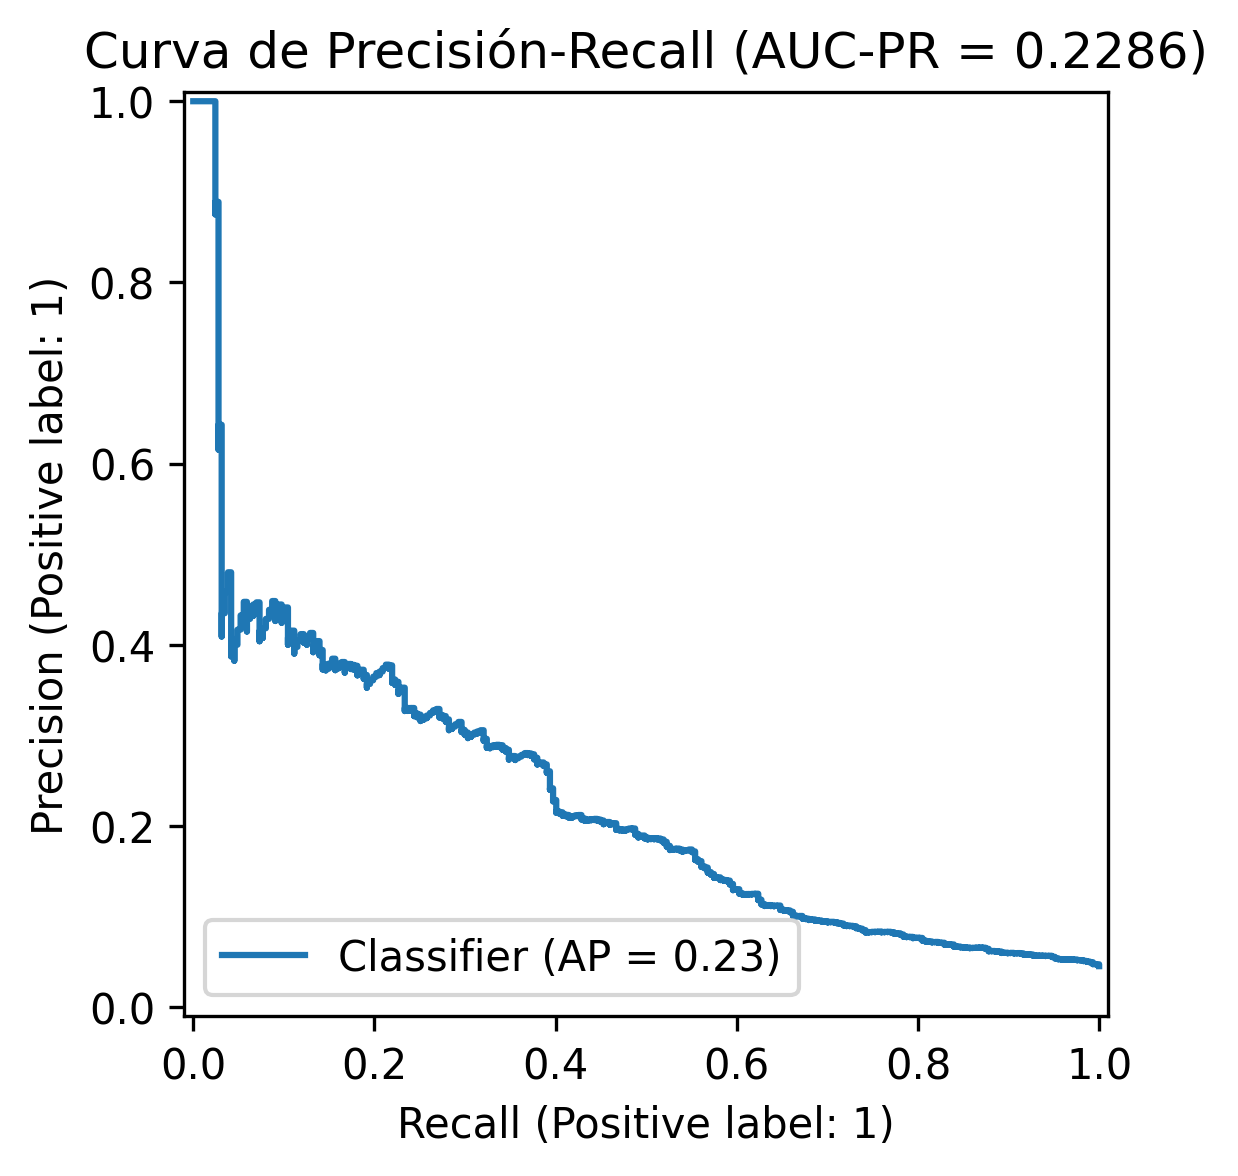 Curva de Precisión-Recall (AUC-PR = 0.2286)
Precision (Positive label: 1)
1.0
0.8
0.6
0.4
0.2
0.0
Classifier (AP = 0.23)
0.0 0.2 0.4 0.6 0.8 1.0
Recall (Positive label: 1)